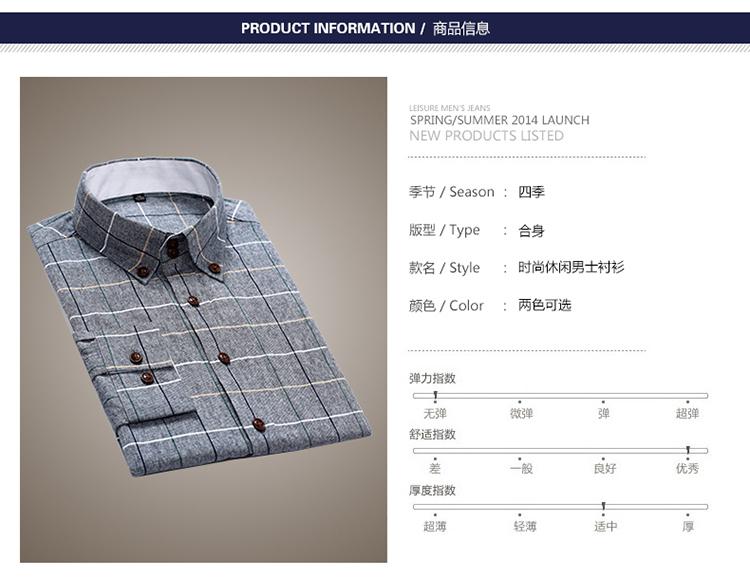 PRODUCT INFORMATION / 商品信息
LEISURE MEN'S JEANS
SPRING/SUMMER 2014 LAUNCH
NEW PRODUCTS LISTED
季节 / Season : 四季
版型 / Type : 合身
款名 / Style : 时尚休闲男士衬衫
颜色 / Color : 两色可选
弹力指数
无弹 微弹 弹 超弹
舒适指数
差 一般 良好 优秀
厚度指数
超薄 轻薄 适中 厚